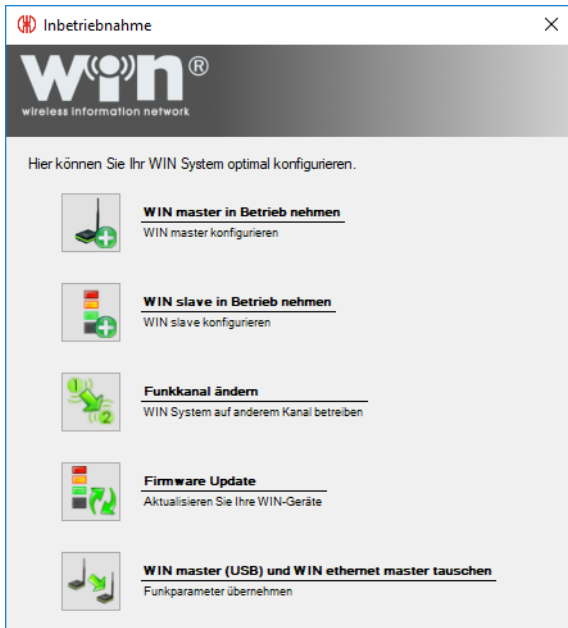 Inbetriebnahme
WIN®
wireless information network
Hier können Sie Ihr WIN System optimal konfigurieren.
WIN master in Betrieb nehmen
WIN master konfigurieren
WIN slave in Betrieb nehmen
WIN slave konfigurieren
1
2
Funkkanal ändern
WIN System auf anderem Kanal betreiben
Firmware Update
Aktualisieren Sie Ihre WIN-Geräte
WIN master (USB) und WIN ethernet master tauschen
Funkparameter übernehmen